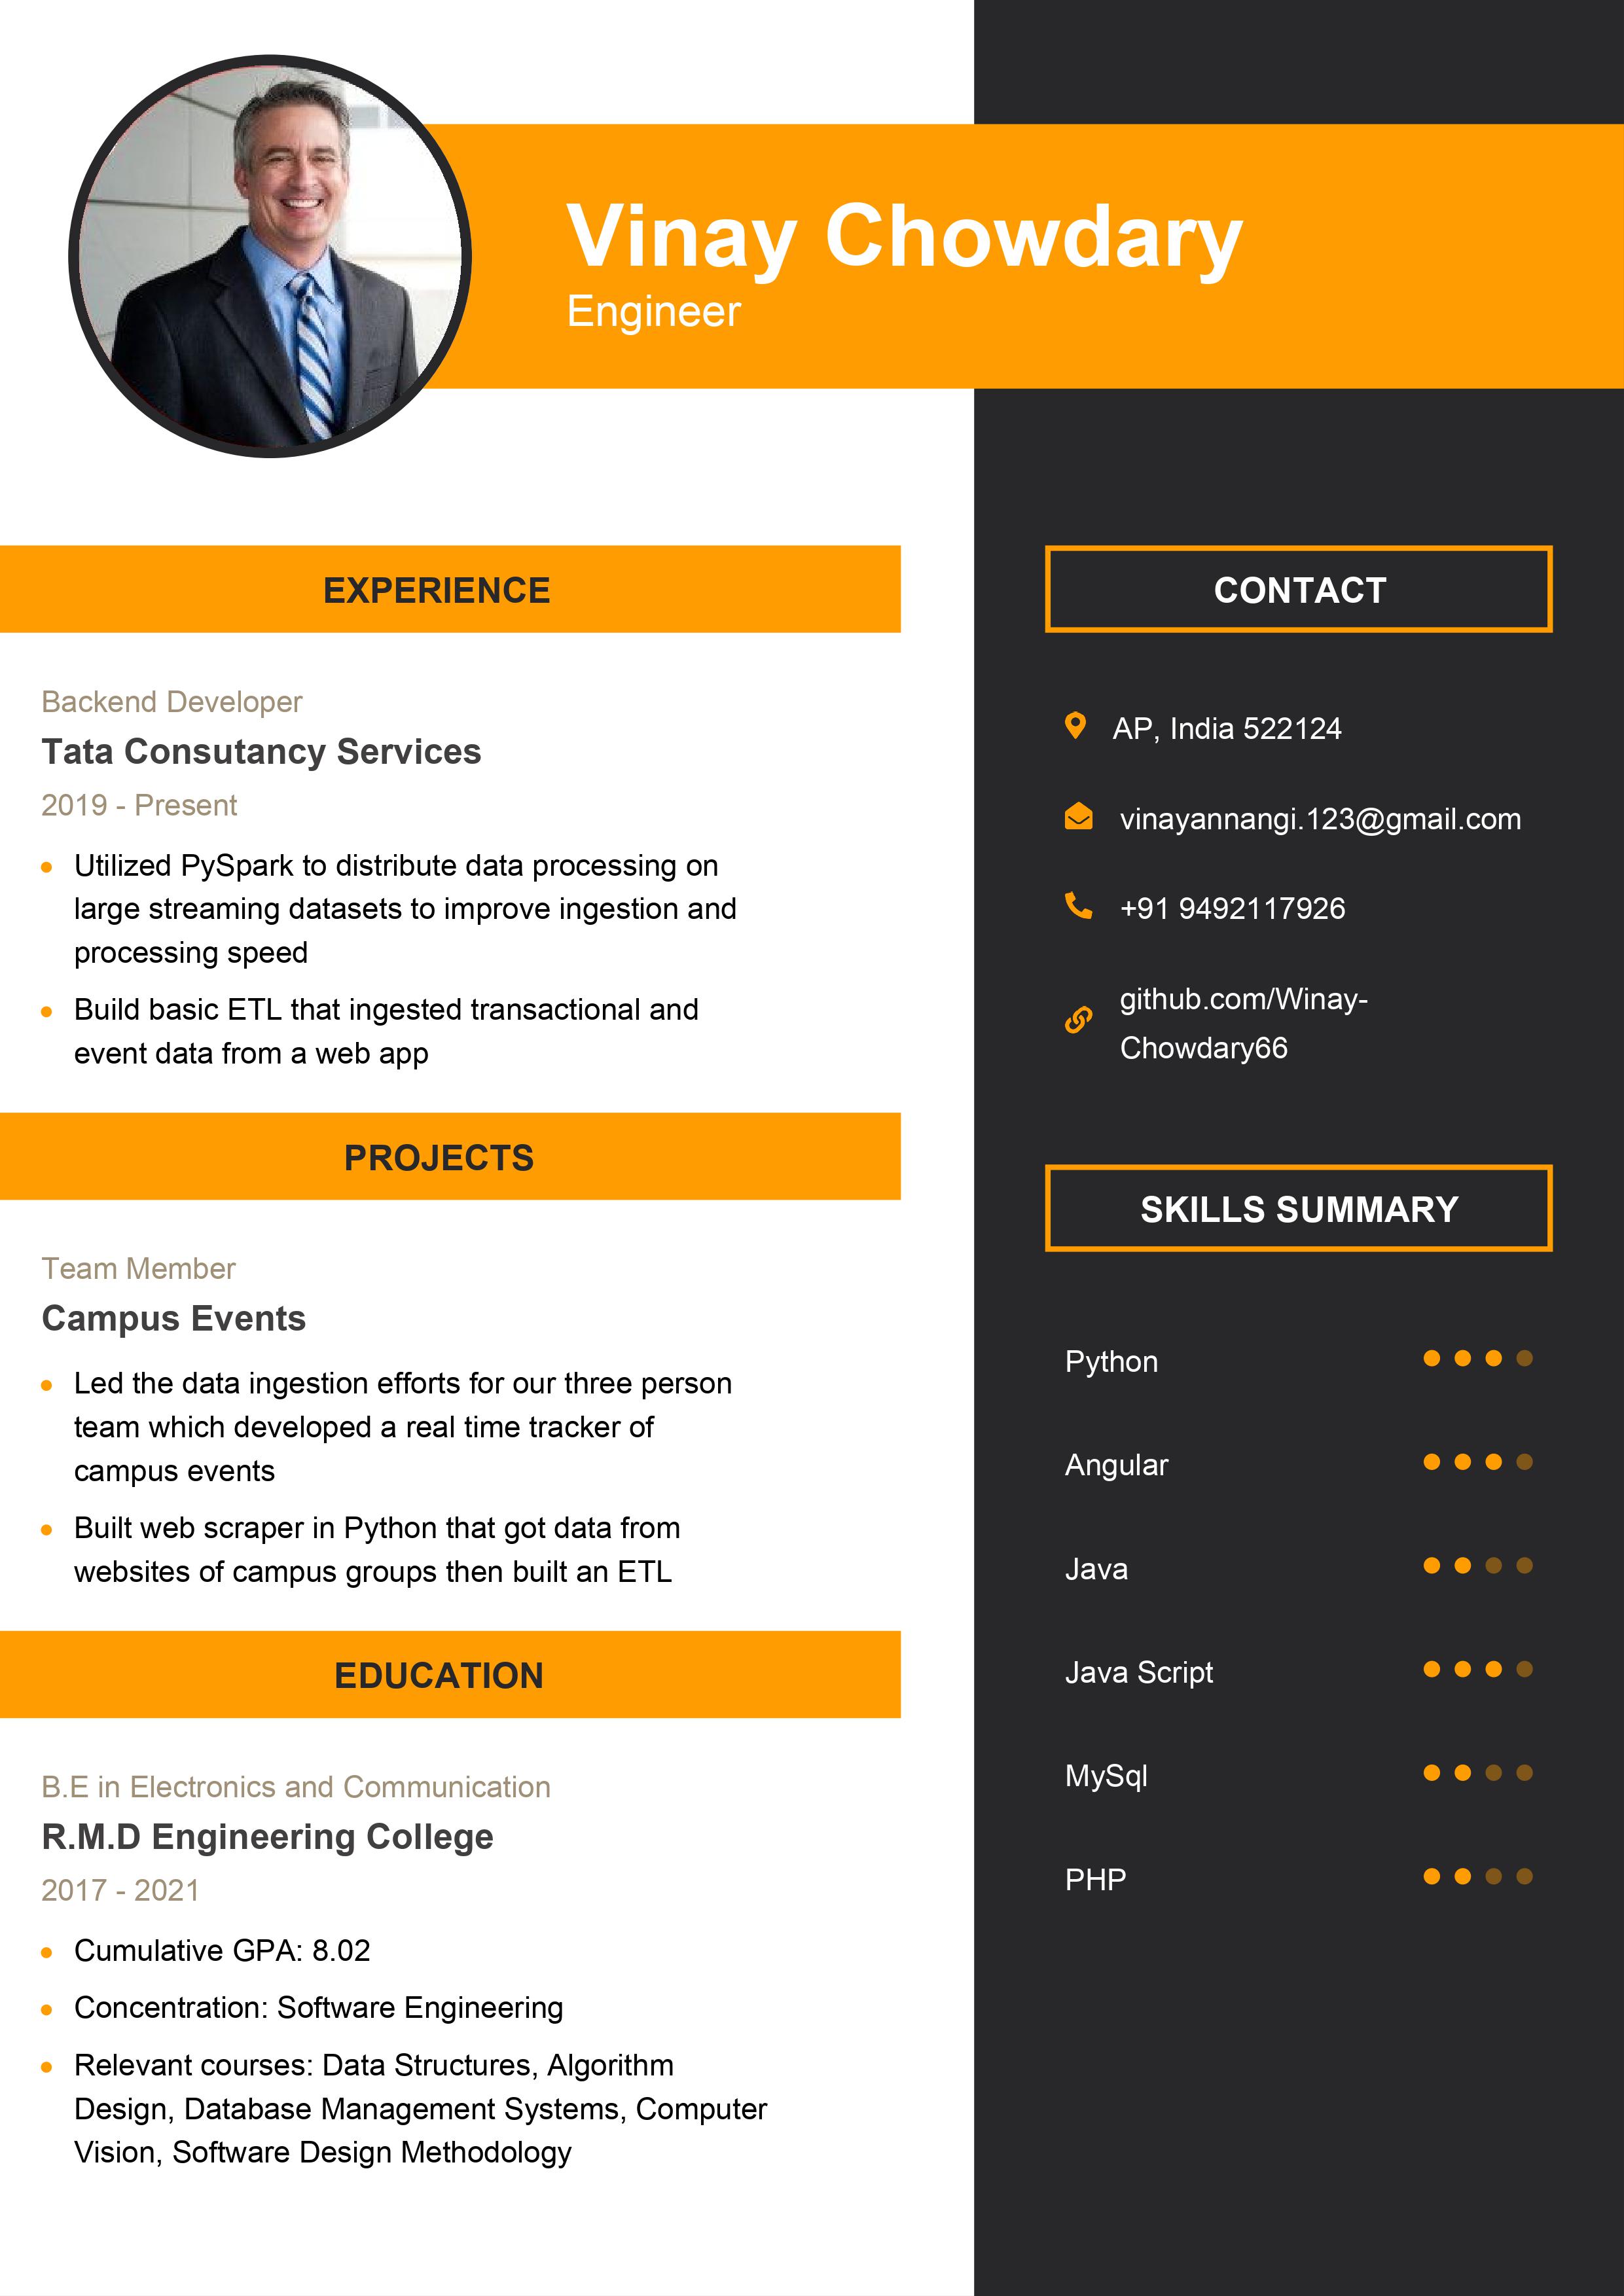 Vinay Chowdary
Engineer
EXPERIENCE
Backend Developer
Tata Consutancy Services
2019 - Present
Utilized PySpark to distribute data processing on
large streaming datasets to improve ingestion and
processing speed
Build basic ETL that ingested transactional and
event data from a web app
PROJECTS
Team Member
Campus Events
Led the data ingestion efforts for our three person
team which developed a real time tracker of
campus events
Built web scraper in Python that got data from
websites of campus groups then built an ETL
EDUCATION
B.E in Electronics and Communication
R.M.D Engineering College
2017 - 2021
Cumulative GPA: 8.02
Concentration: Software Engineering
Relevant courses: Data Structures, Algorithm
Design, Database Management Systems, Computer
Vision, Software Design Methodology
CONTACT
AP, India 522124
vinayannangi.123@gmail.com
+91 9492117926
github.com/Winay-
Chowdary66
SKILLS SUMMARY
Python
Angular
Java
Java Script
MySql
PHP